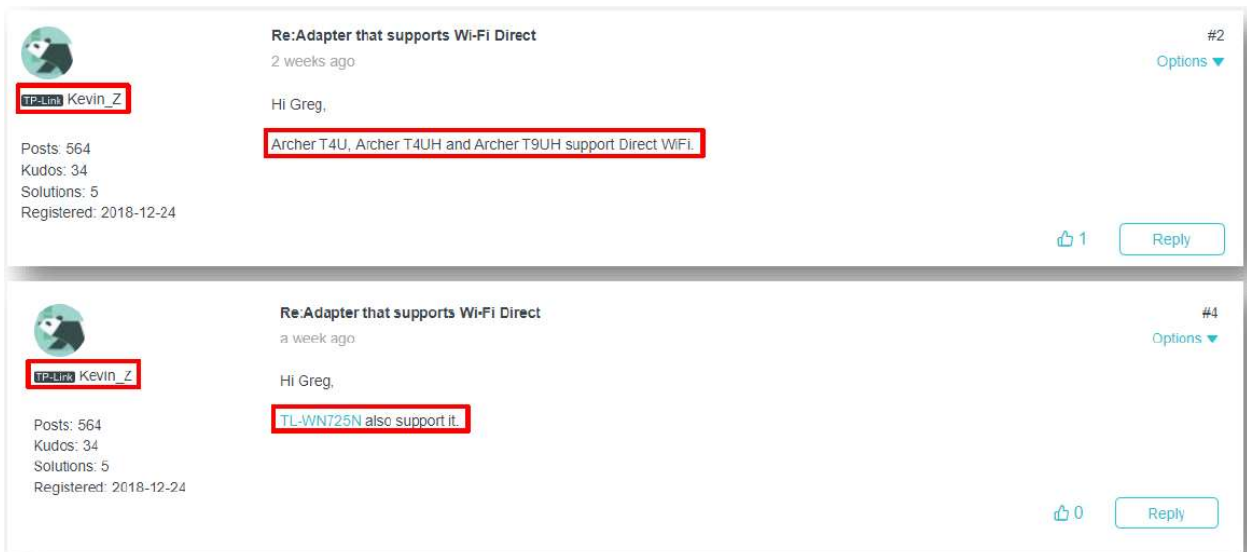 Re:Adapter that supports Wi-Fi Direct
#2
2 weeks ago
Options ▼
TP-Link Kevin_Z
Hi Greg,
Archer T4U, Archer T4UH and Archer T9UH support Direct WiFi.
Posts: 564
Kudos: 34
Solutions: 5
Registered: 2018-12-24
1
Reply
Re:Adapter that supports Wi-Fi Direct
#4
a week ago
Options ▼
TP-Link Kevin_Z
Hi Greg,
TL-WN725N also support it.
Posts: 564
Kudos: 34
Solutions: 5
Registered: 2018-12-24
0
Reply